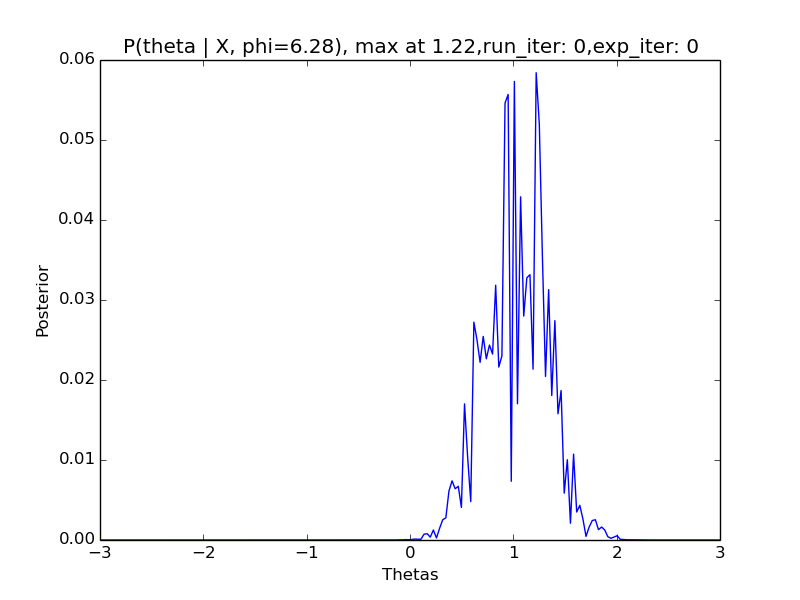 P(theta | X, phi=6.28), max at 1.22,run_iter: 0,exp_iter: 0
0.06
0.05
0.04
0.03
0.02
0.01
0.00
Posterior
−3 −2 −1 0 1 2 3
Thetas